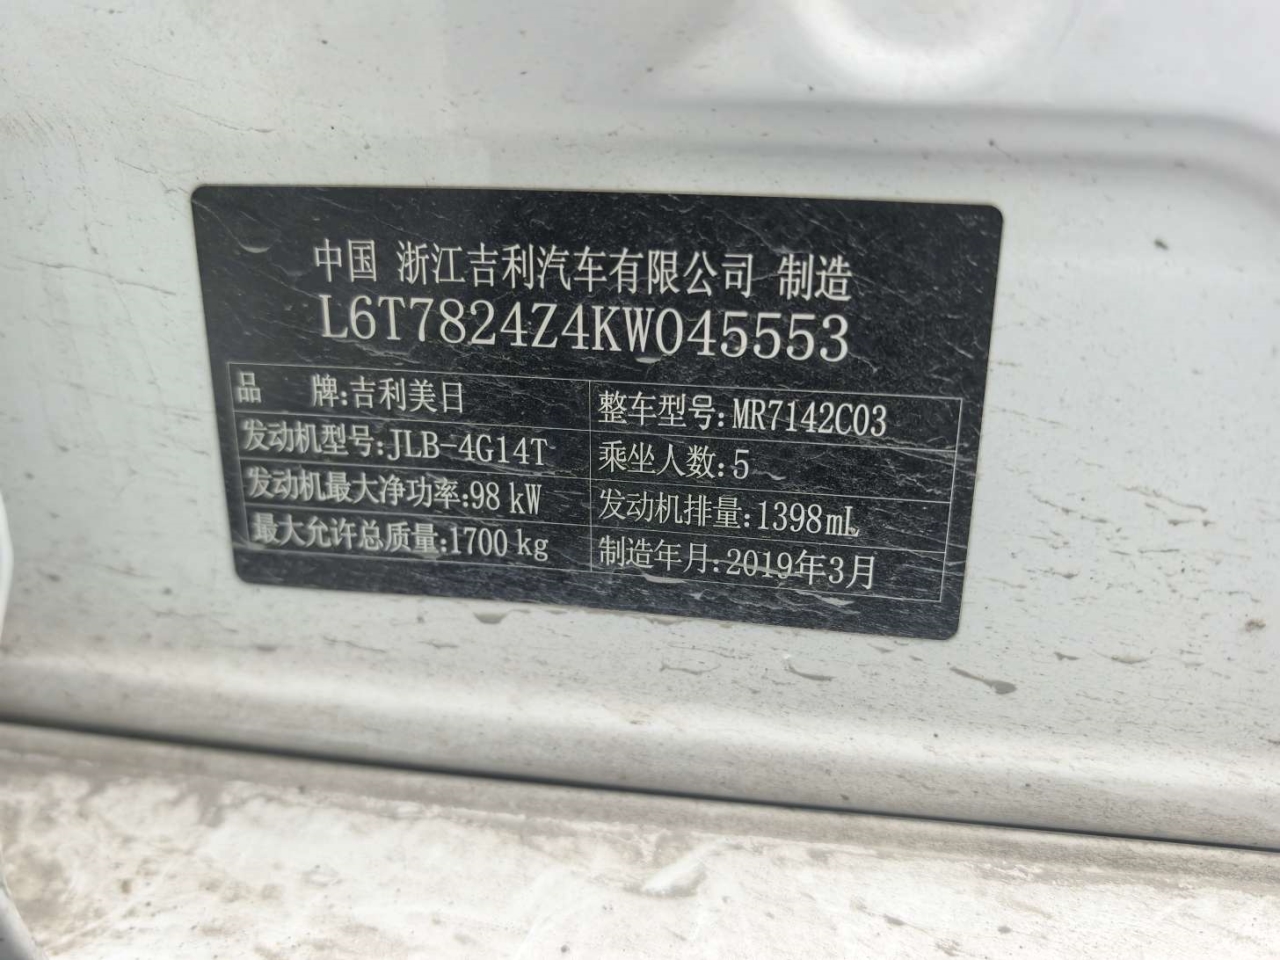 中国 浙江吉利汽车有限公司 制造
L6T7824Z4KW045553
品 牌:吉利美日 整车型号:MR7142C03
发动机型号:JLB-4G14T 乘坐人数:5
发动机最大净功率:98 kW 发动机排量:1398mL
最大允许总质量:1700 kg 制造年月:2019年3月